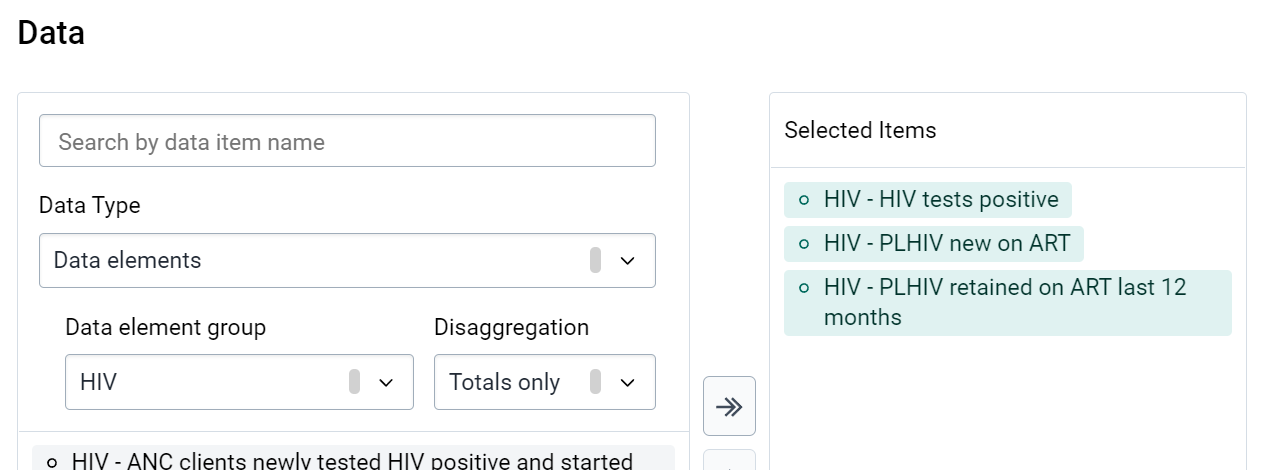 Data
Search by data item name
Data Type
Data elements
Data element group
Disaggregation
HIV
Totals only
HIV - ANC clients newly tested HIV positive and started
Selected Items
HIV - HIV tests positive
HIV - PLHIV new on ART
HIV - PLHIV retained on ART last 12
months